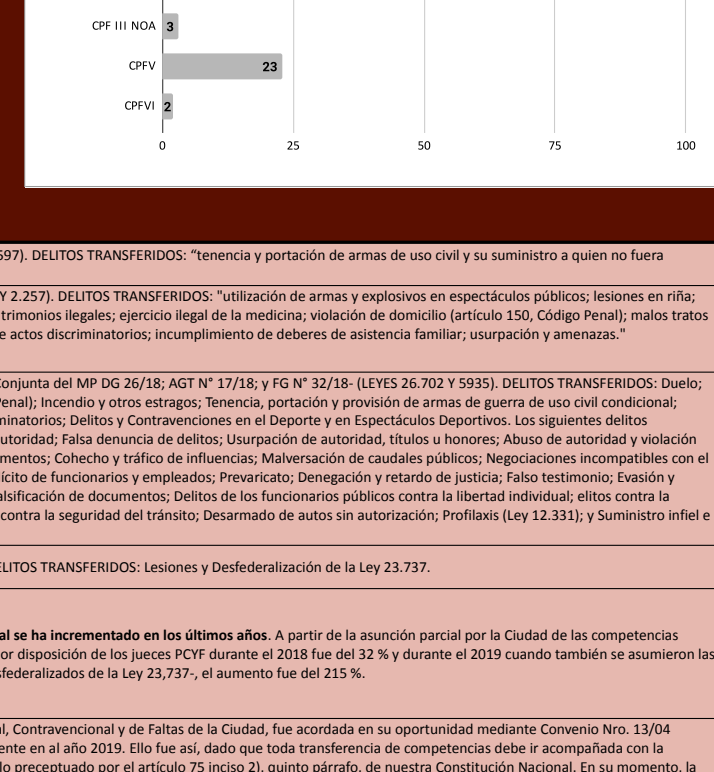 CPF III NOA 3
CPFV 23
CPFVI 2
0 25 50 75 100
597). DELITOS TRANSFERIDOS: “tenencia y portación de armas de uso civil y su suministro a quien no fuera
Y 2.257). DELITOS TRANSFERIDOS: "utilización de armas y explosivos en espectáculos públicos; lesiones en riña;
trimonios ilegales; ejercicio ilegal de la medicina; violación de domicilio (artículo 150, Código Penal); malos tratos
e actos discriminatorios; incumplimiento de deberes de asistencia familiar; usurpación y amenazas."
Conjunta del MP DG 26/18; AGT N° 17/18; y FG N° 32/18- (LEYES 26.702 Y 5935). DELITOS TRANSFERIDOS: Duelo;
Penal); Incendio y otros estragos; Tenencia, portación y provisión de armas de guerra de uso civil condicional;
minatorios; Delitos y Contravenciones en el Deporte y en Espectáculos Deportivos. Los siguientes delitos
utoridad; Falsa denuncia de delitos; Usurpación de autoridad, títulos u honores; Abuso de autoridad y violación
mentos; Cohecho y tráfico de influencias; Malversación de caudales públicos; Negociaciones incompatibles con el
lícito de funcionarios y empleados; Prevaricato; Denegación y retardo de justicia; Falso testimonio; Evasión y
alsificación de documentos; Delitos de los funcionarios públicos contra la libertad individual; elitos contra la
contra la seguridad del tránsito; Desarmado de autos sin autorización; Profilaxis (Ley 12.331); y Suministro infiel e
ELITOS TRANSFERIDOS: Lesiones y Desfederalización de la Ley 23.737.
al se ha incrementado en los últimos años. A partir de la asunción parcial por la Ciudad de las competencias
or disposición de los jueces PCYF durante el 2018 fue del 32 % y durante el 2019 cuando también se asumieron las
sfederalizados de la Ley 23,737-, el aumento fue del 215 %.
al, Contravencional y de Faltas de la Ciudad, fue acordada en su oportunidad mediante Convenio Nro. 13/04
ente en al año 2019. Ello fue así, dado que toda transferencia de competencias debe ir acompañada con la
lo preceptuado por el artículo 75 inciso 2), quinto párrafo, de nuestra Constitución Nacional. En su momento, la